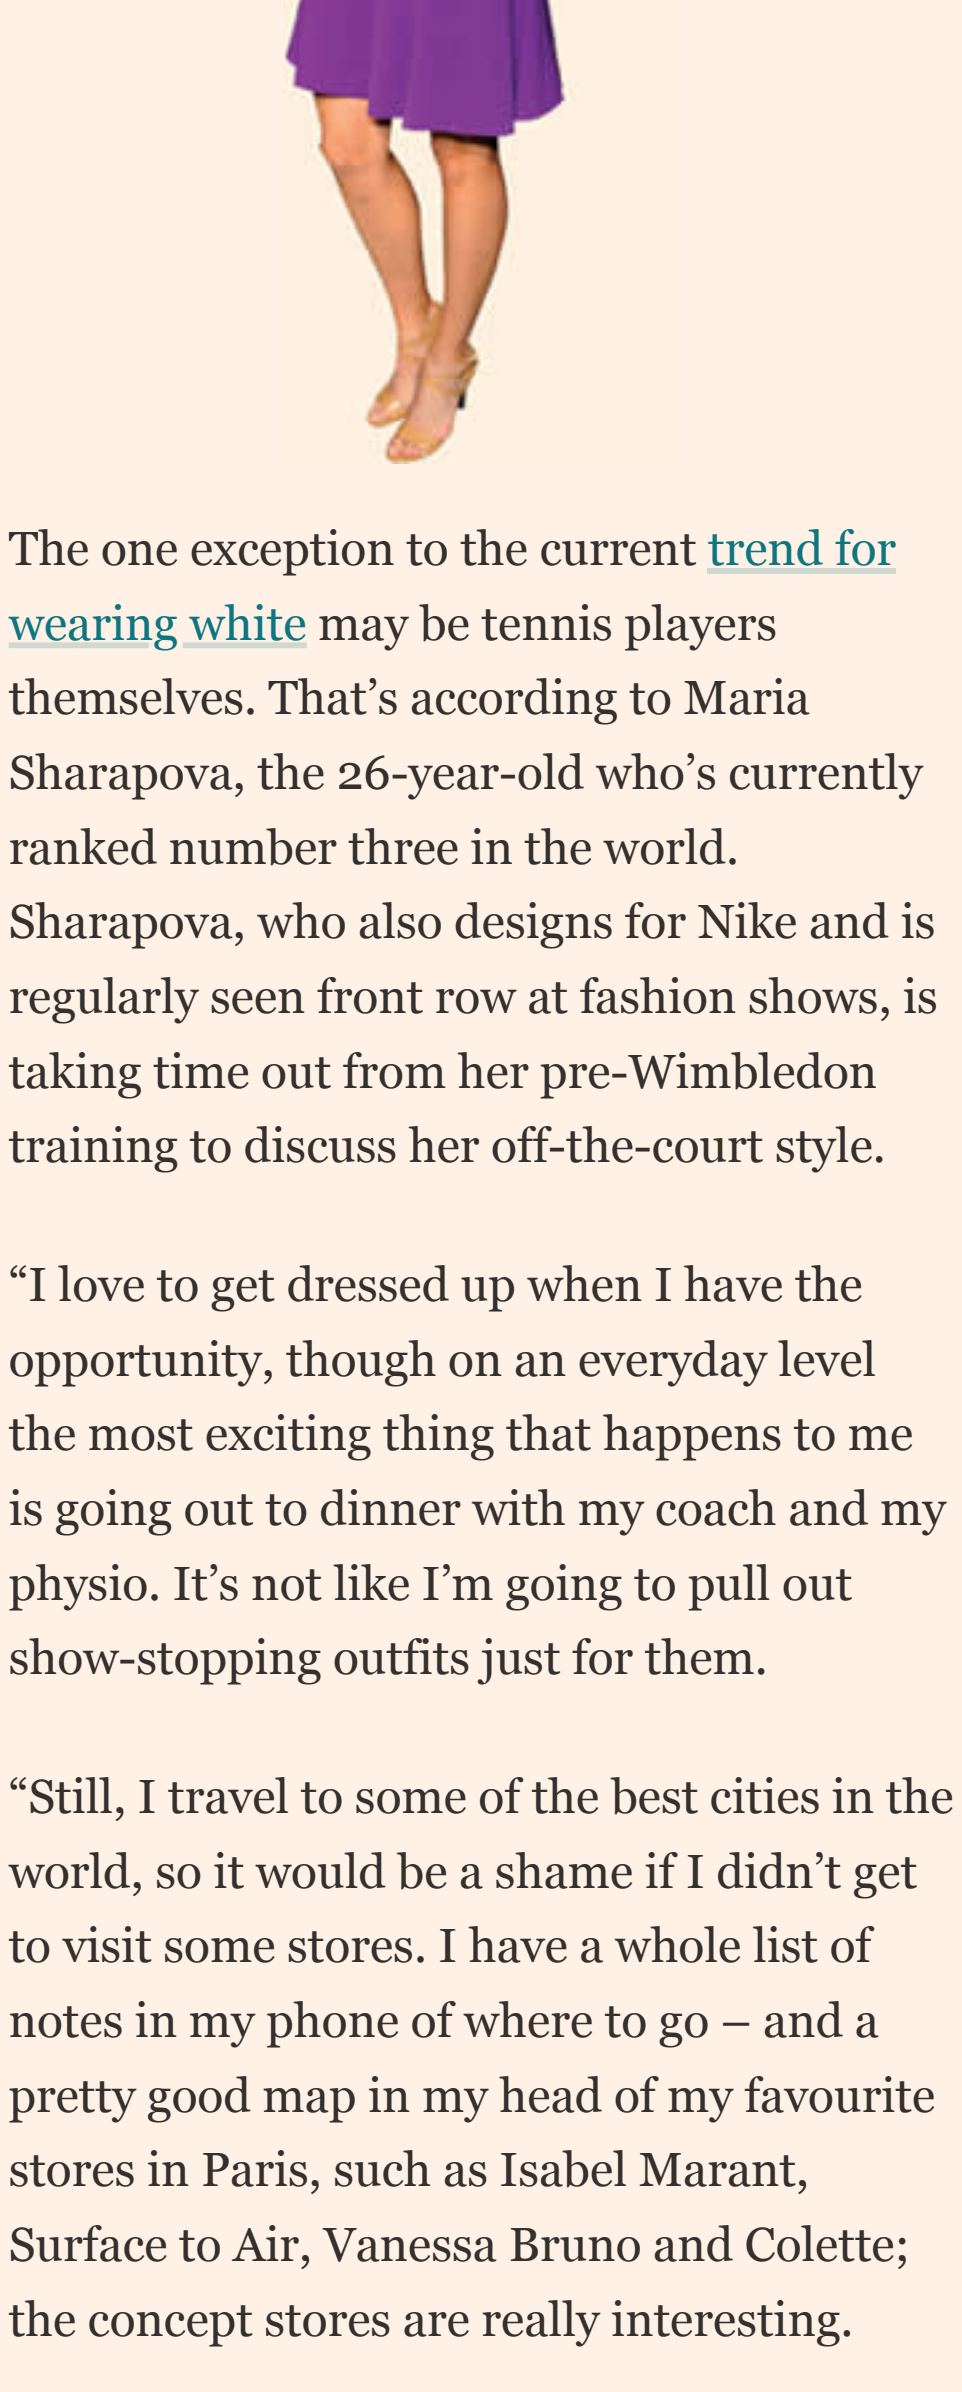 The one exception to the current trend for
wearing white may be tennis players
themselves. That’s according to Maria
Sharapova, the 26-year-old who’s currently
ranked number three in the world.
Sharapova, who also designs for Nike and is
regularly seen front row at fashion shows, is
taking time out from her pre-Wimbledon
training to discuss her off-the-court style.
“I love to get dressed up when I have the
opportunity, though on an everyday level
the most exciting thing that happens to me
is going out to dinner with my coach and my
physio. It’s not like I’m going to pull out
show-stopping outfits just for them.
“Still, I travel to some of the best cities in the
world, so it would be a shame if I didn’t get
to visit some stores. I have a whole list of
notes in my phone of where to go – and a
pretty good map in my head of my favourite
stores in Paris, such as Isabel Marant,
Surface to Air, Vanessa Bruno and Colette;
the concept stores are really interesting.